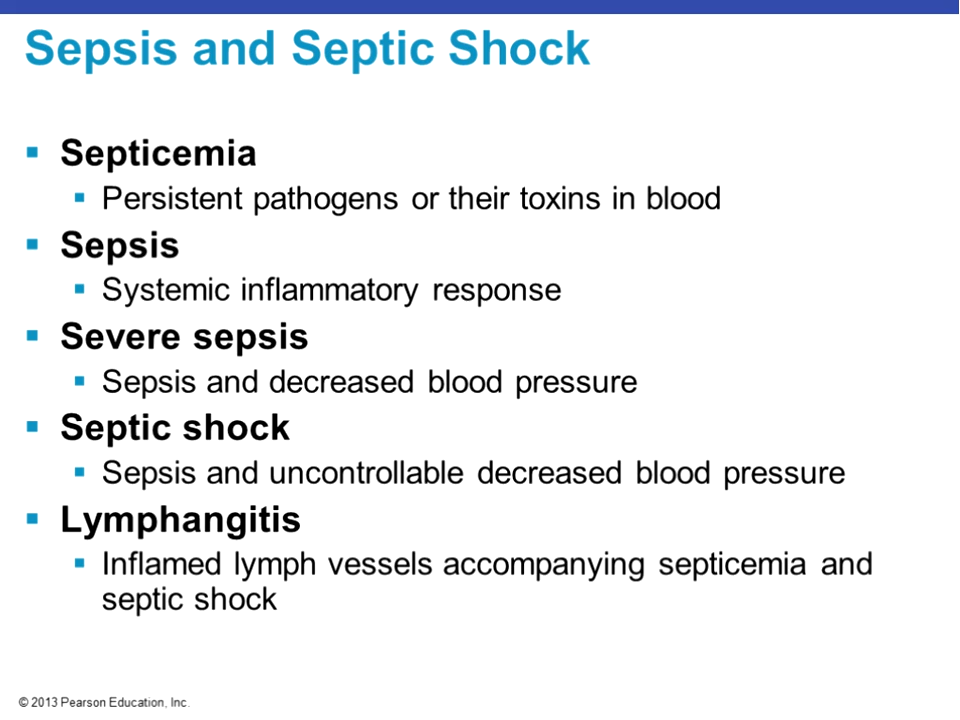 Sepsis and Septic Shock
Septicemia
Persistent pathogens or their toxins in blood
Sepsis
Systemic inflammatory response
Severe sepsis
Sepsis and decreased blood pressure
Septic shock
Sepsis and uncontrollable decreased blood pressure
Lymphangitis
Inflamed lymph vessels accompanying septicemia and
septic shock
© 2013 Pearson Education, Inc.